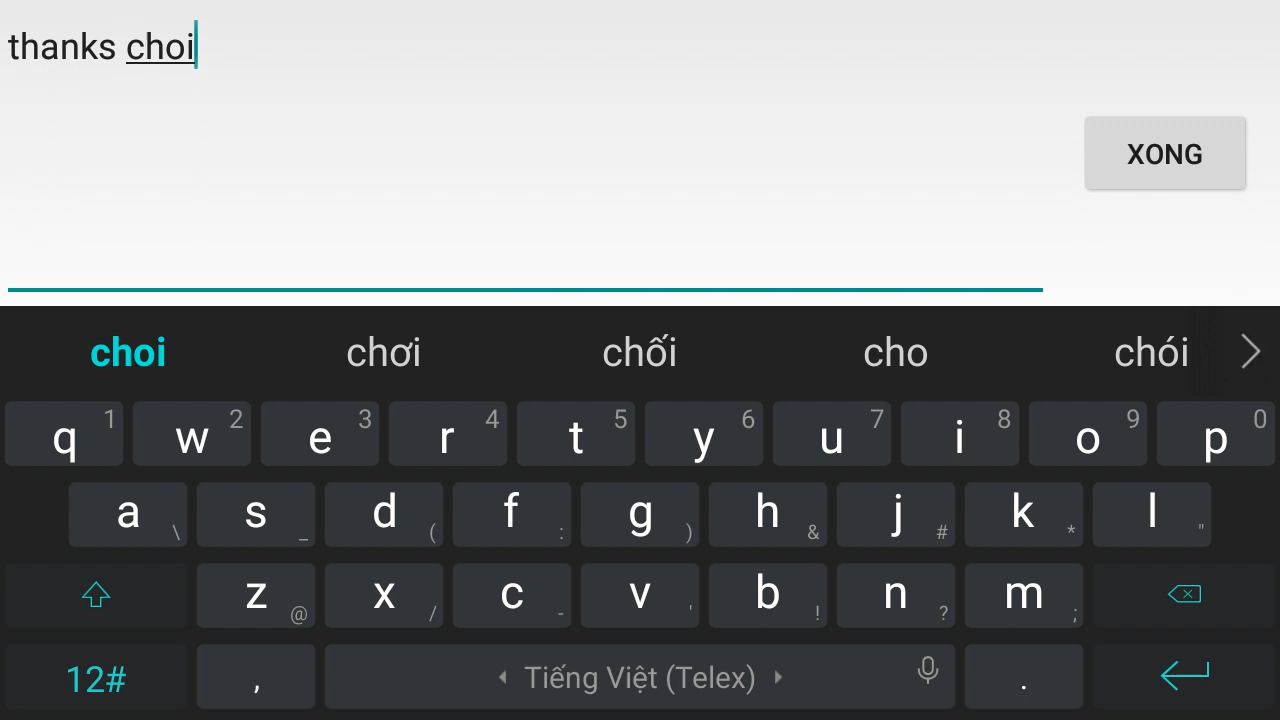 thanks choi
XONG
choi chơi chối cho chói
q 1 w 2 e 3 r 4 t 5 y 6 u 7 i 8 o 9 p 0
a \ s _ d ( f : g ) h & j # k * l "
z @ x / c - v ' b ! n ? m ;
12# , Tiếng Việt (Telex) .